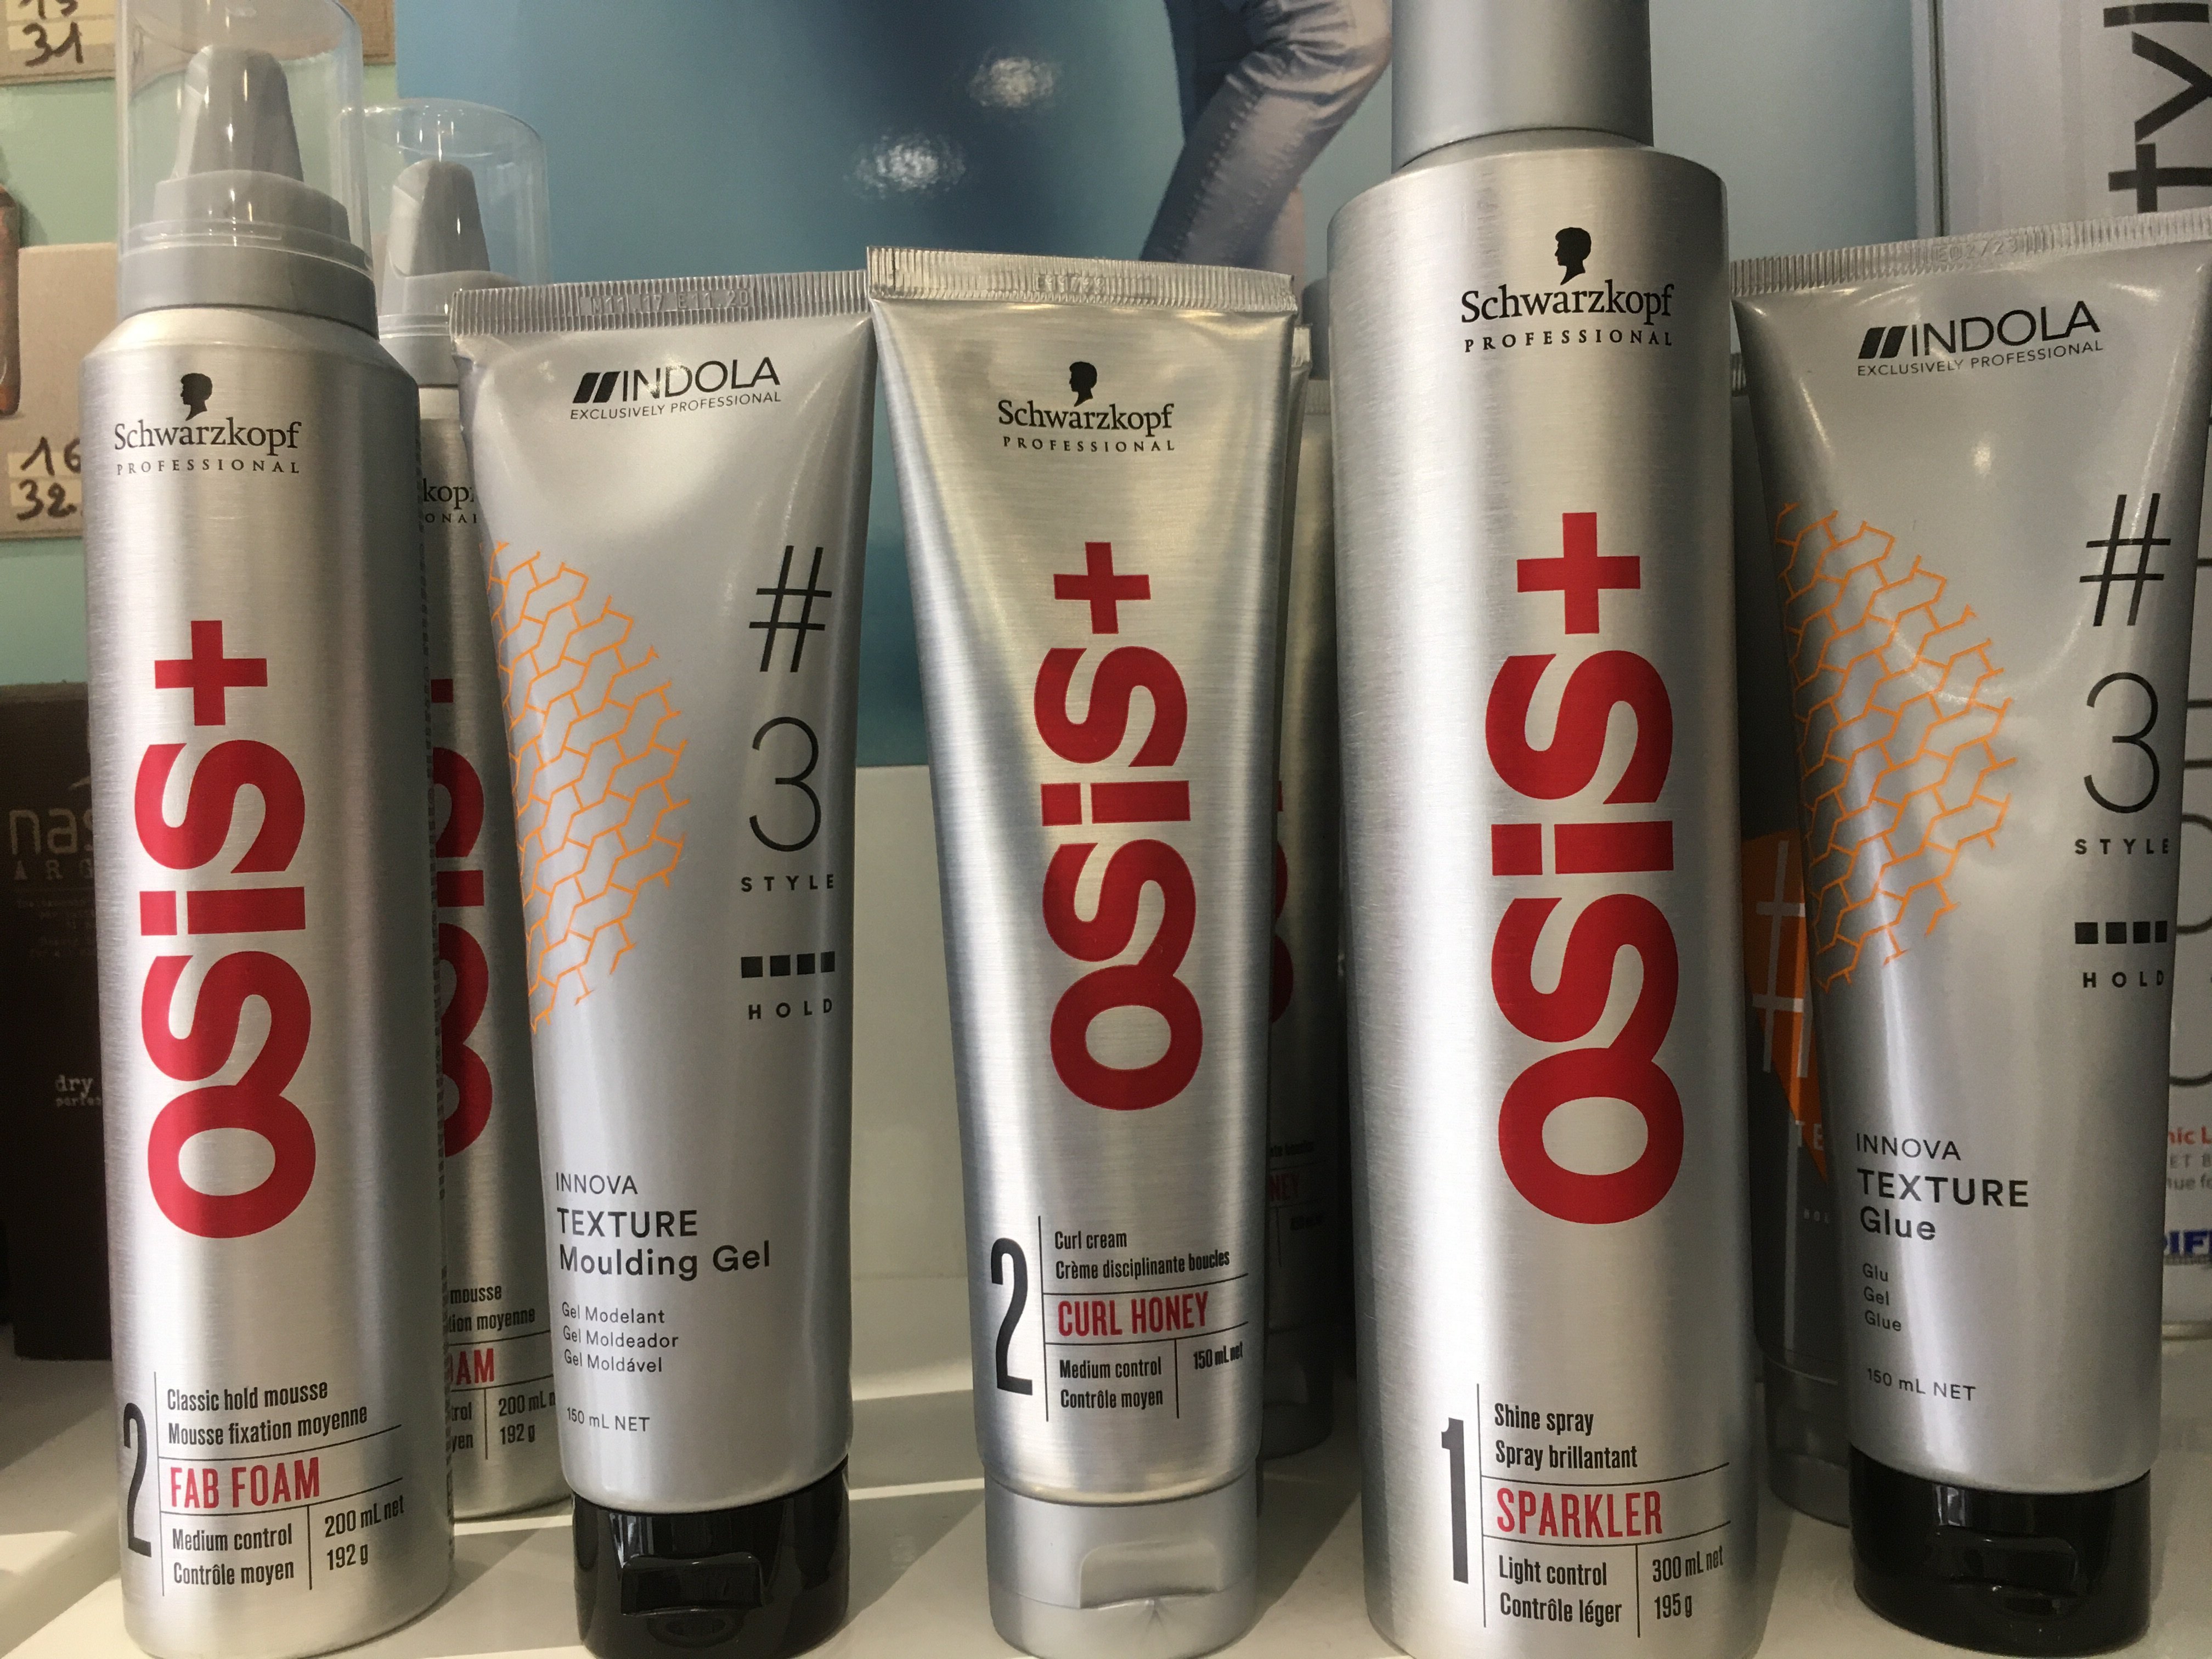 31
16
32
Schwarzkopf
PROFESSIONAL
OSiS+
2
Classic hold mousse
Mousse fixation moyenne
FAB FOAM
Medium control
Contrôle moyen
200 mL net
192 g
mousse
moyenne
200 mL
192 g
INDOLA
EXCLUSIVELY PROFESSIONAL
#
3
STYLE
HOLD
INNOVA
TEXTURE
Moulding Gel
Gel Modelant
Gel Moldeador
Gel Moldável
150 mL NET
Schwarzkopf
PROFESSIONAL
OSiS+
2
Curl cream
Crème disciplinante boucles
CURL HONEY
Medium control
Contrôle moyen
150 mL net
Schwarzkopf
PROFESSIONAL
OSiS+
1
Shine spray
Spray brillantant
SPARKLER
Light control
Contrôle léger
300 mL net
195 g
INDOLA
EXCLUSIVELY PROFESSIONAL
#
3
STYLE
HOLD
INNOVA
TEXTURE
Glue
Glu
Gel
Glue
150 mL NET
dry